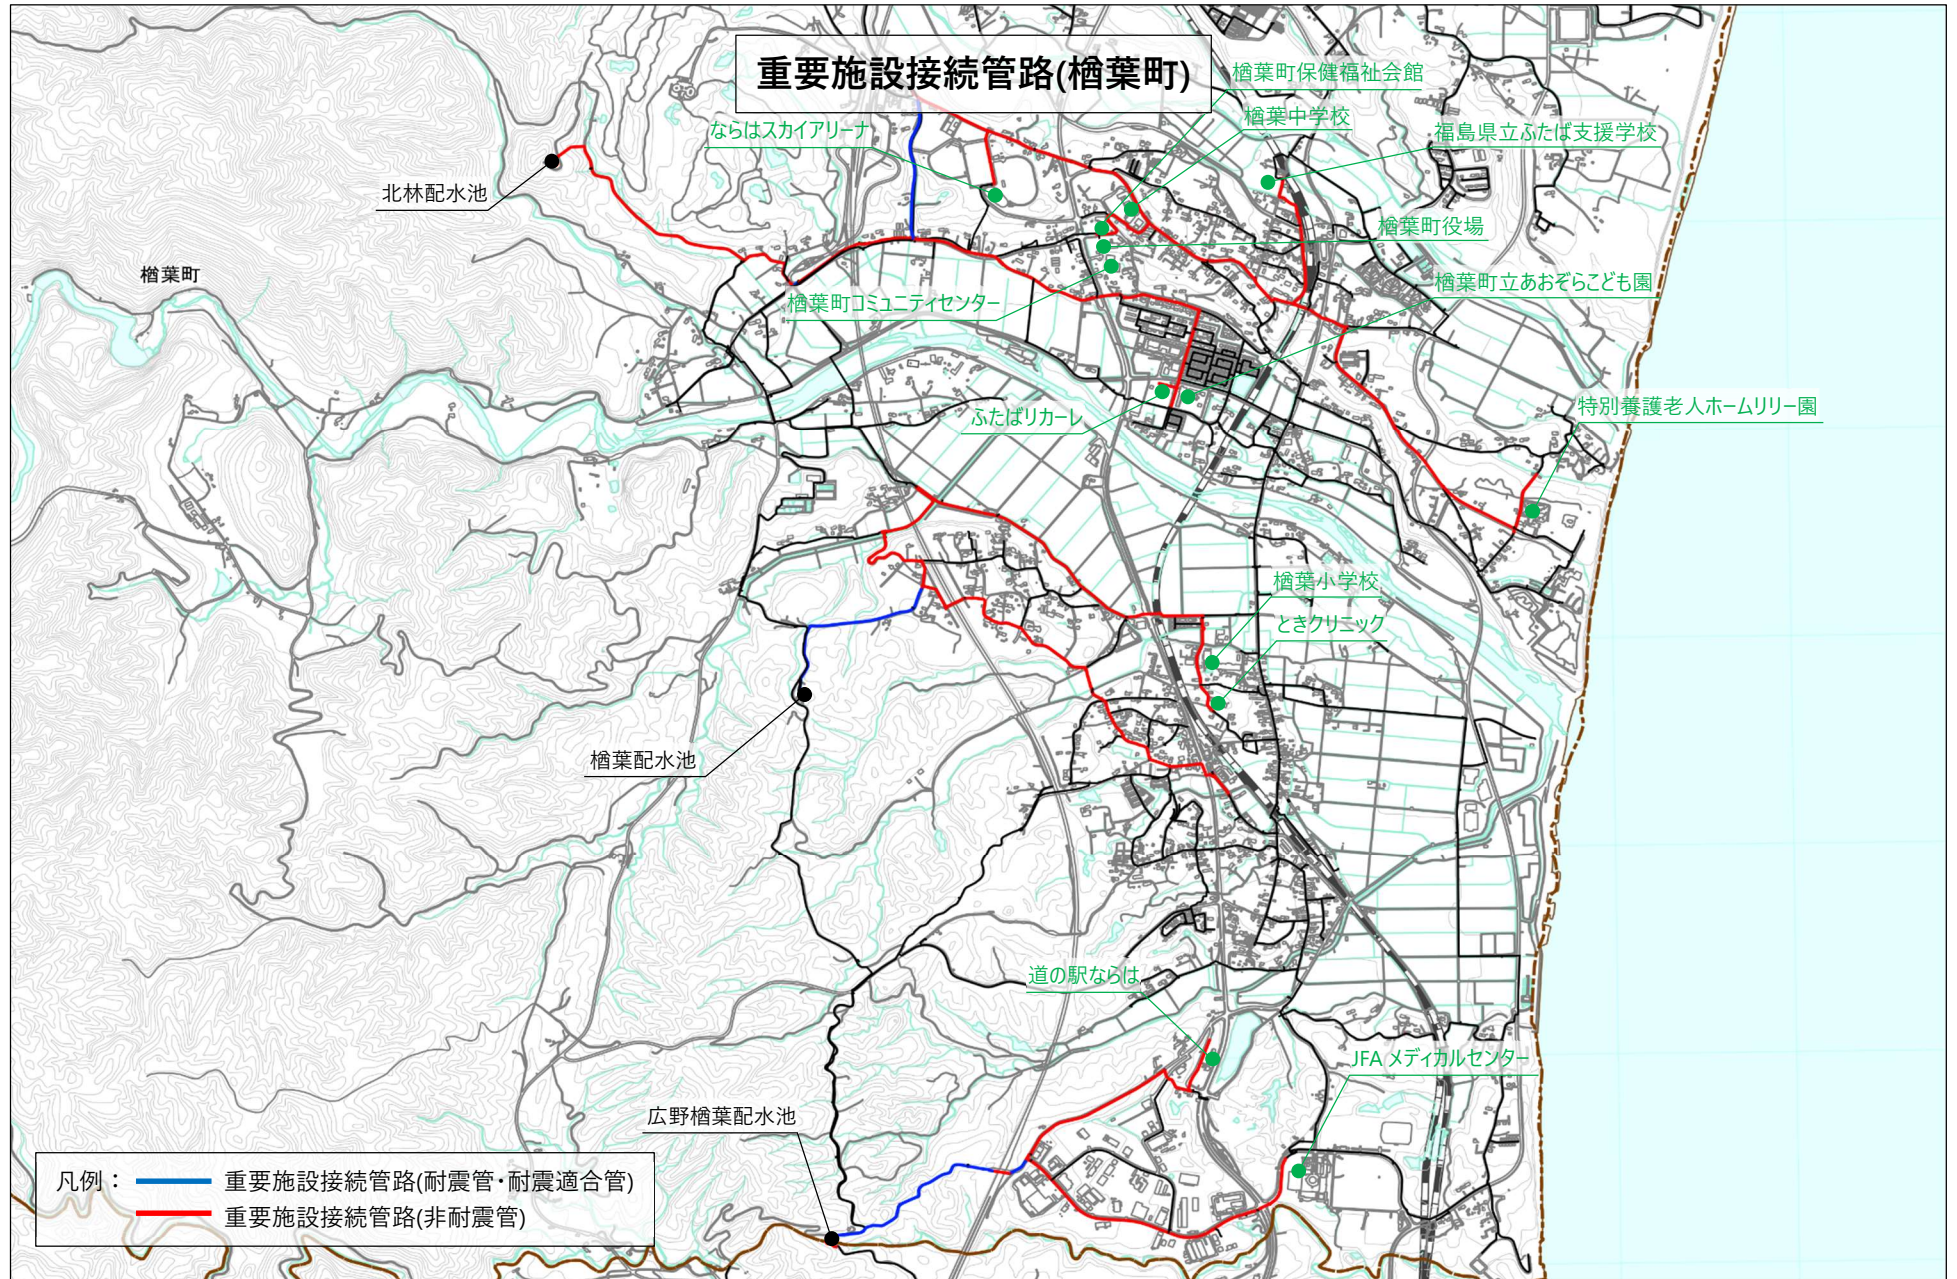 重要施設接続管路(楢葉町)
楢葉町保健福祉会館
楢葉中学校
ならはスカイアリーナ
福島県立ふたば支援学校
北林配水池
楢葉町役場
楢葉町
楢葉町立あおぞらこども園
楢葉町コミュニティセンター
特別養護老人ホームリリー園
ふたばリカーレ
楢葉小学校
ときクリニック
楢葉配水池
道の駅ならは
JFAメディカルセンター
広野楢葉配水池
凡例：
重要施設接続管路(耐震管・耐震適合管)
重要施設接続管路(非耐震管)